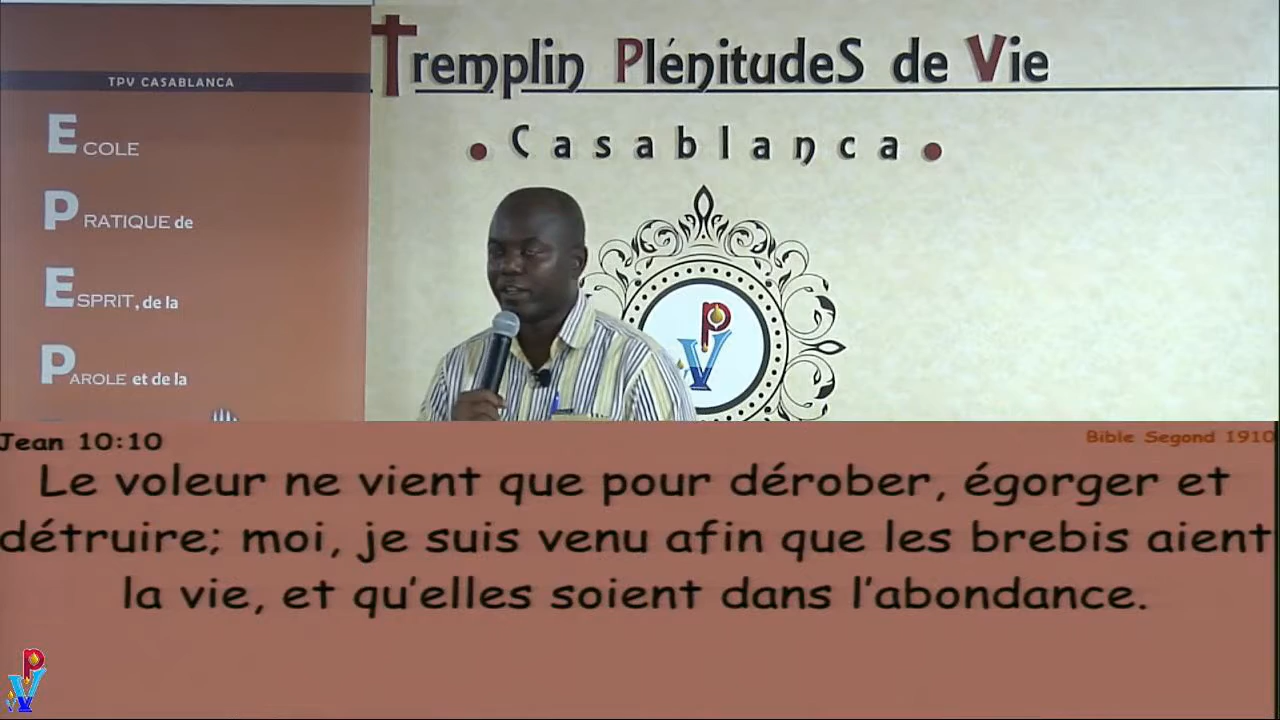 TPV CASABLANCA
ECOLE
PRATIQUE de
ESPRIT, de la
PAROLE et de la
Tremplin PlénitudeS de Vie
• Casablanca •
PV
Jean 10:10
Bible Segond 1910
Le voleur ne vient que pour dérober, égorger et
détruire; moi, je suis venu afin que les brebis aient
la vie, et qu'elles soient dans l'abondance.
PV